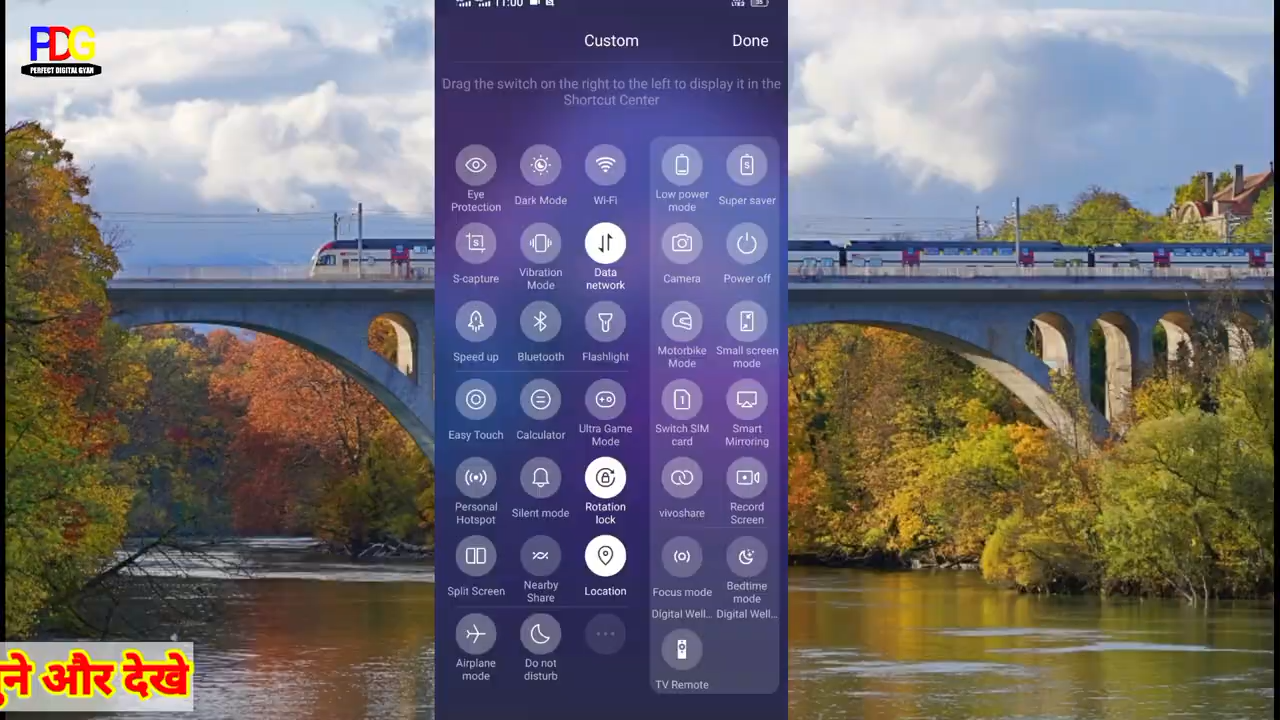 PDG
PERFECT DIGITAL GYAN
11:00
Custom
Done
Drag the switch on the right to the left to display it in the
Shortcut Center
Eye
Protection
Dark Mode
Wi-Fi
Low power
mode
Super saver
S-capture
Vibration
Mode
Data
network
Camera
Power off
Speed up
Bluetooth
Flashlight
Motorbike
Mode
Small screen
mode
Easy Touch
Calculator
Ultra Game
Mode
Switch SIM
card
Smart
Mirroring
Personal
Hotspot
Silent mode
Rotation
lock
vivoshare
Record
Screen
Split Screen
Nearby
Share
Location
Focus mode
Digital Well...
Bedtime
mode
Digital Well...
Airplane
mode
Do not
disturb
TV Remote
और देखे